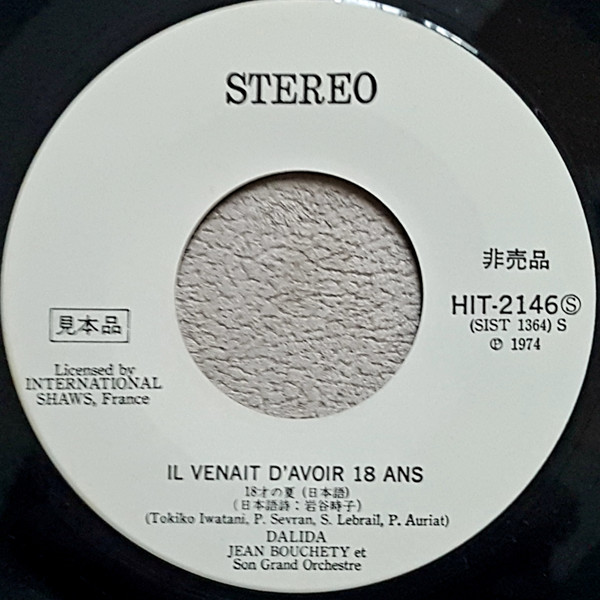 STEREO
非売品
HIT-2146Ⓢ
(SIST 1364) S
Ⓟ 1974
見本品
Licensed by
INTERNATIONAL
SHAWS, France
IL VENAIT D'AVOIR 18 ANS
18才の夏 (日本語)
(日本語詩:岩谷時子)
(Tokiko Iwatani, P. Sevran, S. Lebrail, P. Auriat)
DALIDA
JEAN BOUCHETY et
Son Grand Orchestre